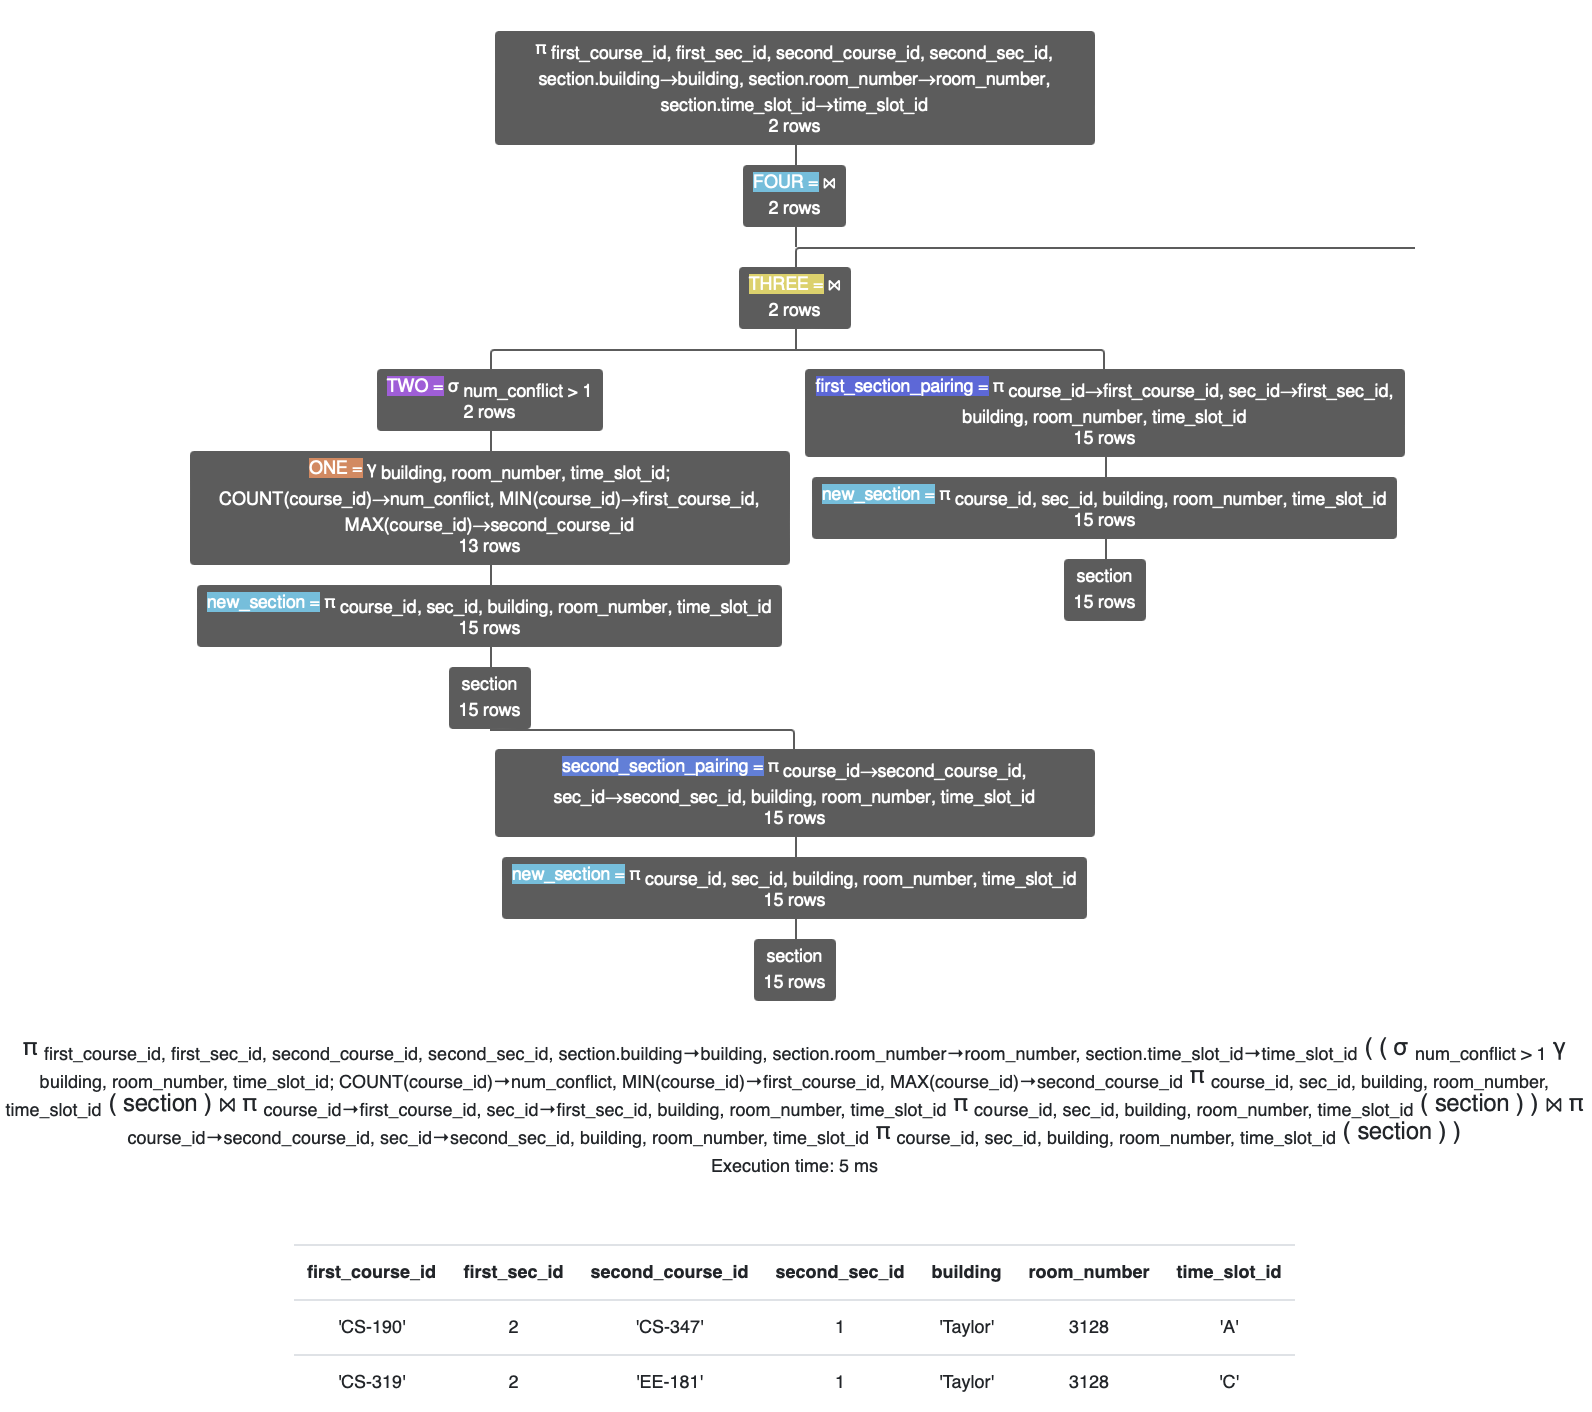 π first_course_id, first_sec_id, second_course_id, second_sec_id,
section.building→building, section.room_number→room_number,
section.time_slot_id→time_slot_id
2 rows
FOUR = ⋈
2 rows
THREE = ⋈
2 rows
TWO = σ num_conflict > 1
2 rows
first_section_pairing = π course_id→first_course_id, sec_id→first_sec_id,
building, room_number, time_slot_id
15 rows
ONE = γ building, room_number, time_slot_id;
COUNT(course_id)→num_conflict, MIN(course_id)→first_course_id,
MAX(course_id)→second_course_id
13 rows
new_section = π course_id, sec_id, building, room_number, time_slot_id
15 rows
section
15 rows
new_section = π course_id, sec_id, building, room_number, time_slot_id
15 rows
section
15 rows
second_section_pairing = π course_id→second_course_id,
sec_id→second_sec_id, building, room_number, time_slot_id
15 rows
new_section = π course_id, sec_id, building, room_number, time_slot_id
15 rows
section
15 rows
π first_course_id, first_sec_id, second_course_id, second_sec_id, section.building→building, section.room_number→room_number, section.time_slot_id→time_slot_id ( ( σ num_conflict > 1 γ
building, room_number, time_slot_id; COUNT(course_id)→num_conflict, MIN(course_id)→first_course_id, MAX(course_id)→second_course_id π course_id, sec_id, building, room_number,
time_slot_id ( section ) ⋈ π course_id→first_course_id, sec_id→first_sec_id, building, room_number, time_slot_id π course_id, sec_id, building, room_number, time_slot_id ( section ) ) ⋈ π
course_id→second_course_id, sec_id→second_sec_id, building, room_number, time_slot_id π course_id, sec_id, building, room_number, time_slot_id ( section ) )
Execution time: 5 ms
first_course_id first_sec_id second_course_id second_sec_id building room_number time_slot_id
'CS-190' 2 'CS-347' 1 'Taylor' 3128 'A'
'CS-319' 2 'EE-181' 1 'Taylor' 3128 'C'